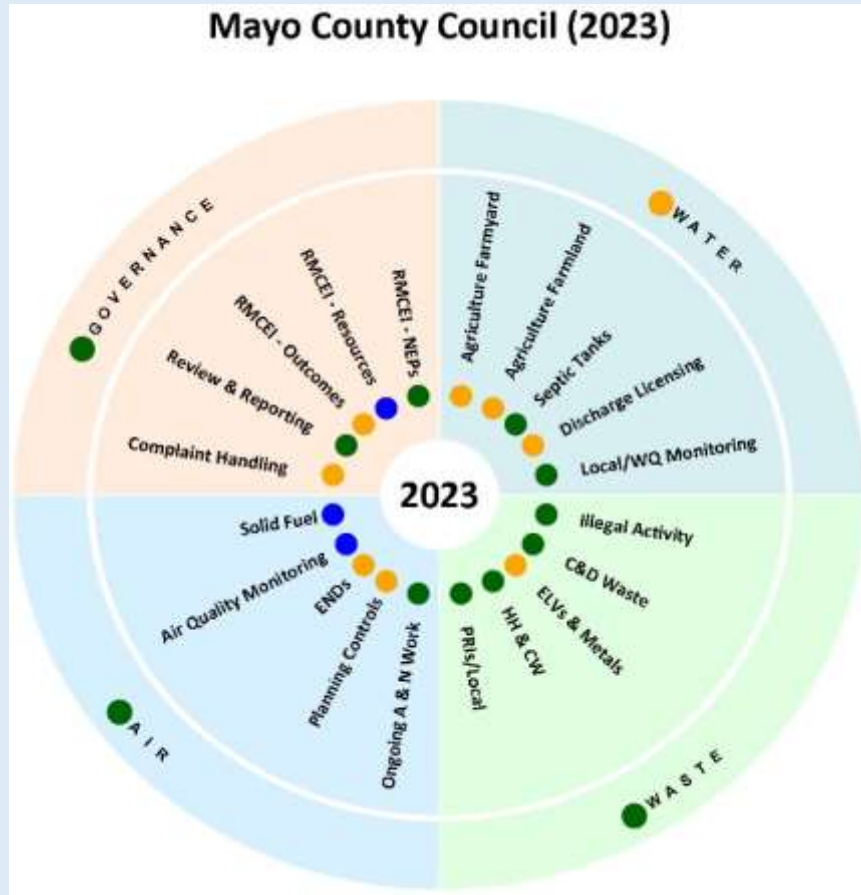 Mayo County Council (2023)
GOVERNANCE
Complaint Handling
Review & Reporting
RMCEI - Outcomes
RMCEI - Resources
RMCEI - NEPs
WATER
Agriculture Farmyard
Agriculture Farmland
Septic Tanks
Discharge Licensing
Local/WQ Monitoring
2023
Solid Fuel
Air Quality Monitoring
ENDs
Planning Controls
Ongoing A & N Work
AIR
Illegal Activity
C&D Waste
ELVs & Metals
HH & CW
PRIs/Local
WASTE